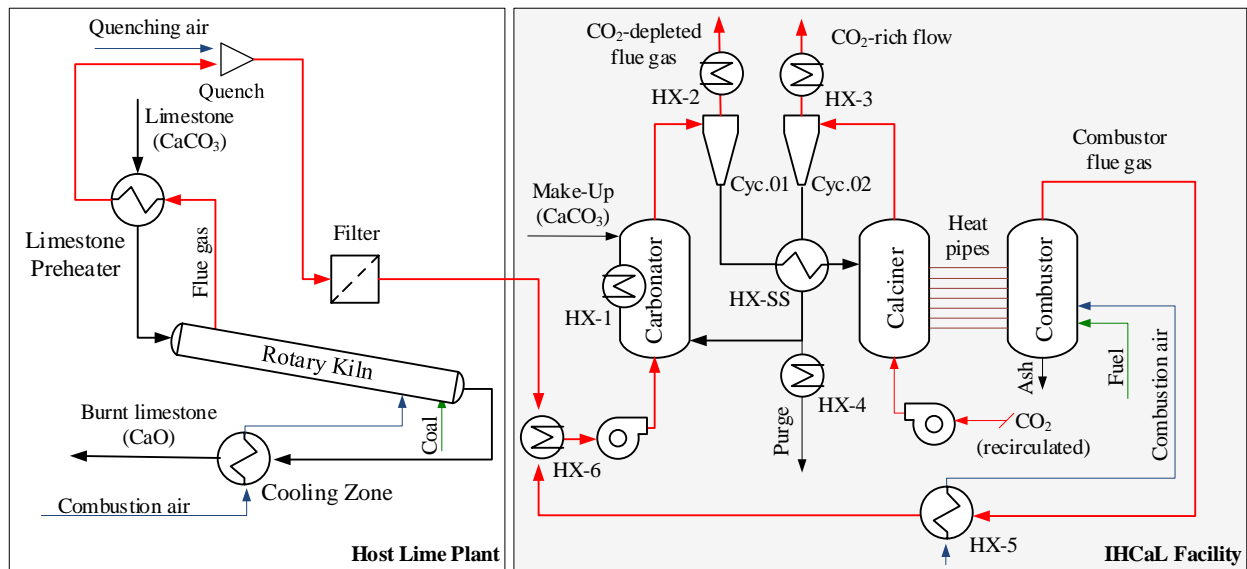 Quenching air
Quench
Limestone
(CaCO₃)
Limestone
Preheater
Flue gas
Filter
Rotary Kiln
Burnt limestone
(CaO)
Coal
Cooling Zone
Combustion air
Host Lime Plant
CO₂-depleted
flue gas
HX-2
CO₂-rich flow
HX-3
Cyc.01
Cyc.02
Make-Up
(CaCO₃)
HX-1
Carbonator
HX-SS
Calciner
Heat
pipes
Combustor
Combustor
flue gas
HX-4
Purge
Ash
Fuel
Combustion air
CO₂
(recirculated)
HX-6
HX-5
IHCaL Facility